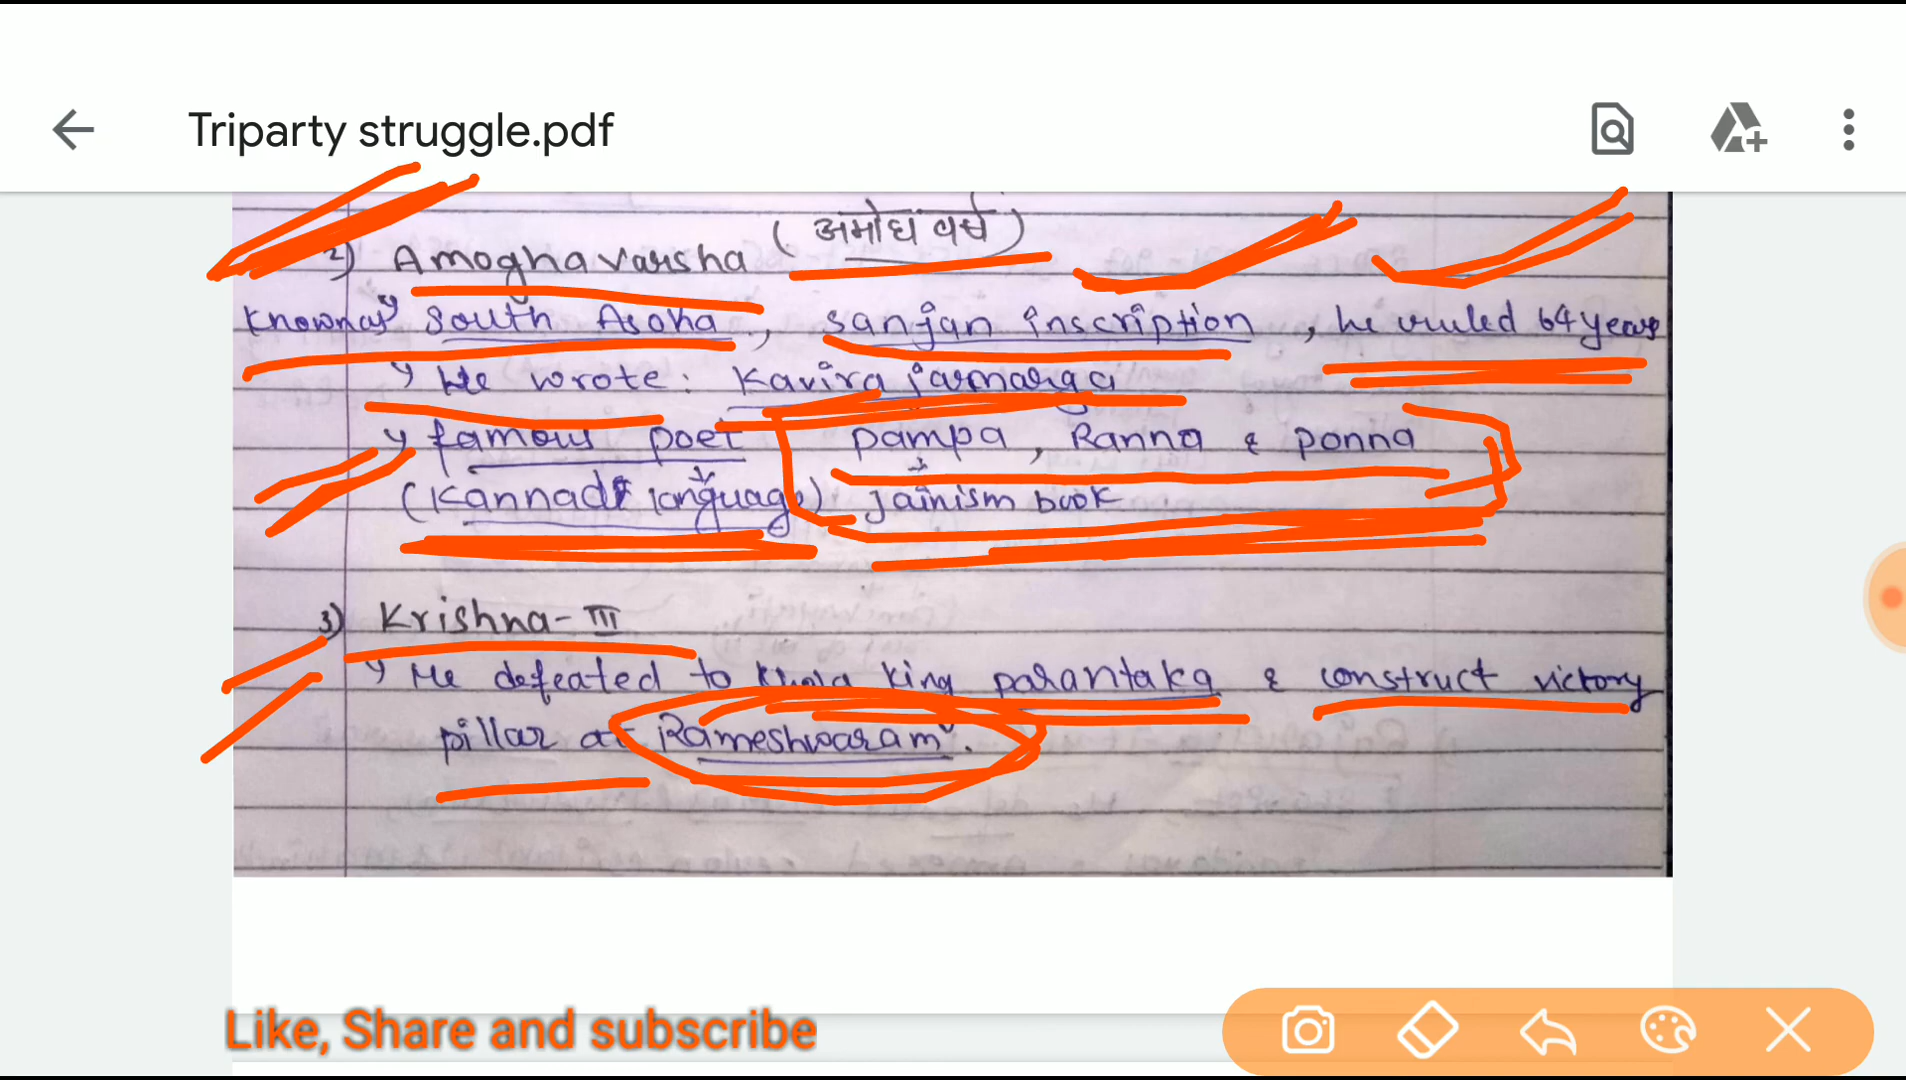 Triparty struggle.pdf
2) Amoghavarsha (अमोघ वर्ष)
Known as South Asoka, Sanjan inscription, he ruled 64 years
He wrote: Kavira jarmarga
famous poet pampa, Ranna & ponna
(Kannada language) Jainism book
3) Krishna-III
He defeated to king parantaka & construct victory
pillar at Rameshwaram.
Like, Share and subscribe